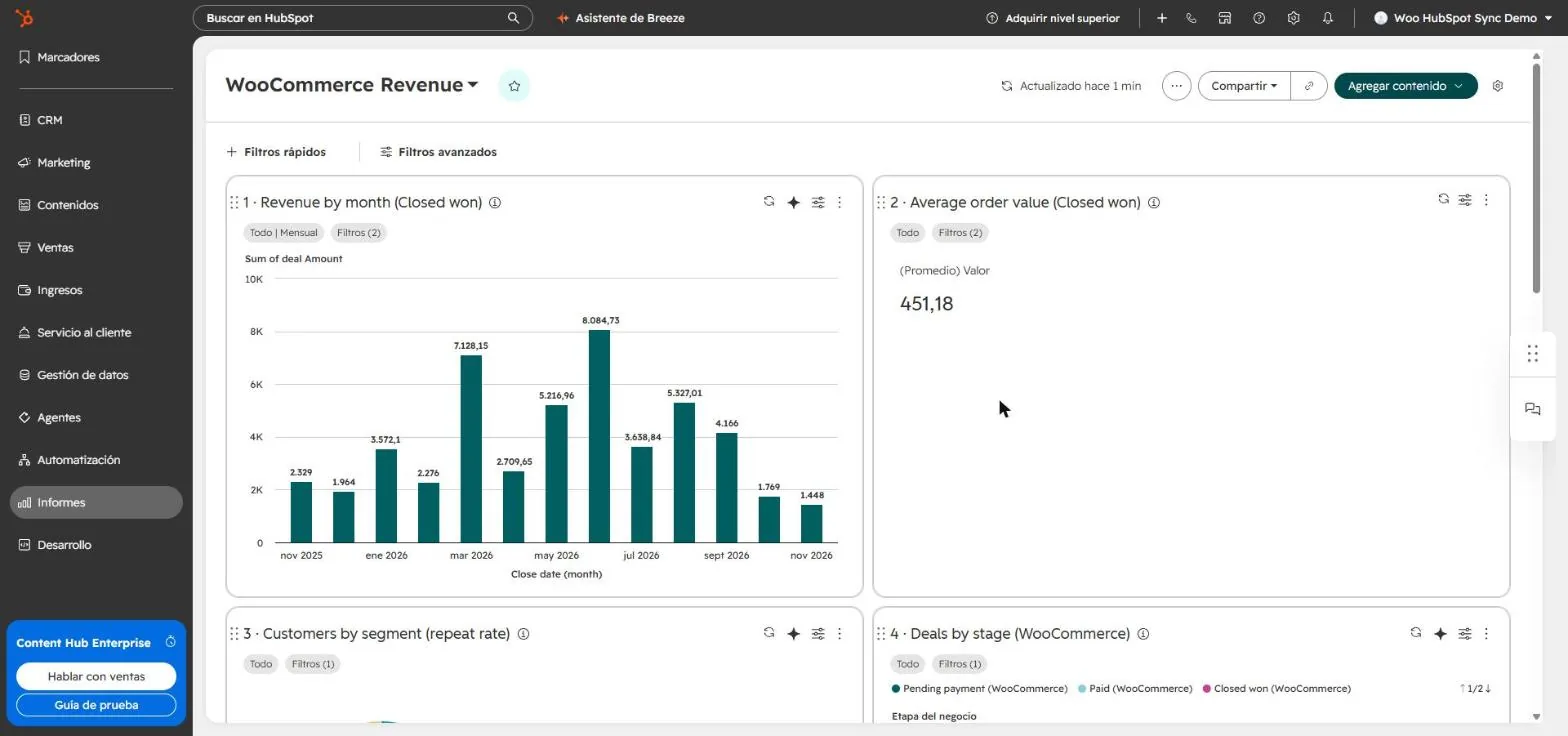 Buscar en HubSpot
Asistente de Breeze
Adquirir nivel superior
Woo HubSpot Sync Demo
Marcadores
CRM
Marketing
Contenidos
Ventas
Ingresos
Servicio al cliente
Gestión de datos
Agentes
Automatización
Informes
Desarrollo
Content Hub Enterprise
Hablar con ventas
Guía de prueba
WooCommerce Revenue
Actualizado hace 1 min
Compartir
Agregar contenido
Filtros rápidos
Filtros avanzados
1 · Revenue by month (Closed won)
Todo | Mensual
Filtros (2)
Sum of deal Amount
10K
8K
6K
4K
2K
0
2.329
1.964
3.572,1
2.276
7.128,15
2.709,65
5.216,96
8.084,73
3.638,84
5.327,01
4.166
1.769
1.448
nov 2025
ene 2026
mar 2026
may 2026
jul 2026
sept 2026
nov 2026
Close date (month)
2 · Average order value (Closed won)
Todo
Filtros (2)
(Promedio) Valor
451,18
3 · Customers by segment (repeat rate)
Todo
Filtros (1)
4 · Deals by stage (WooCommerce)
Todo
Filtros (1)
Pending payment (WooCommerce)
Paid (WooCommerce)
Closed won (WooCommerce)
1/2
Etapa del negocio